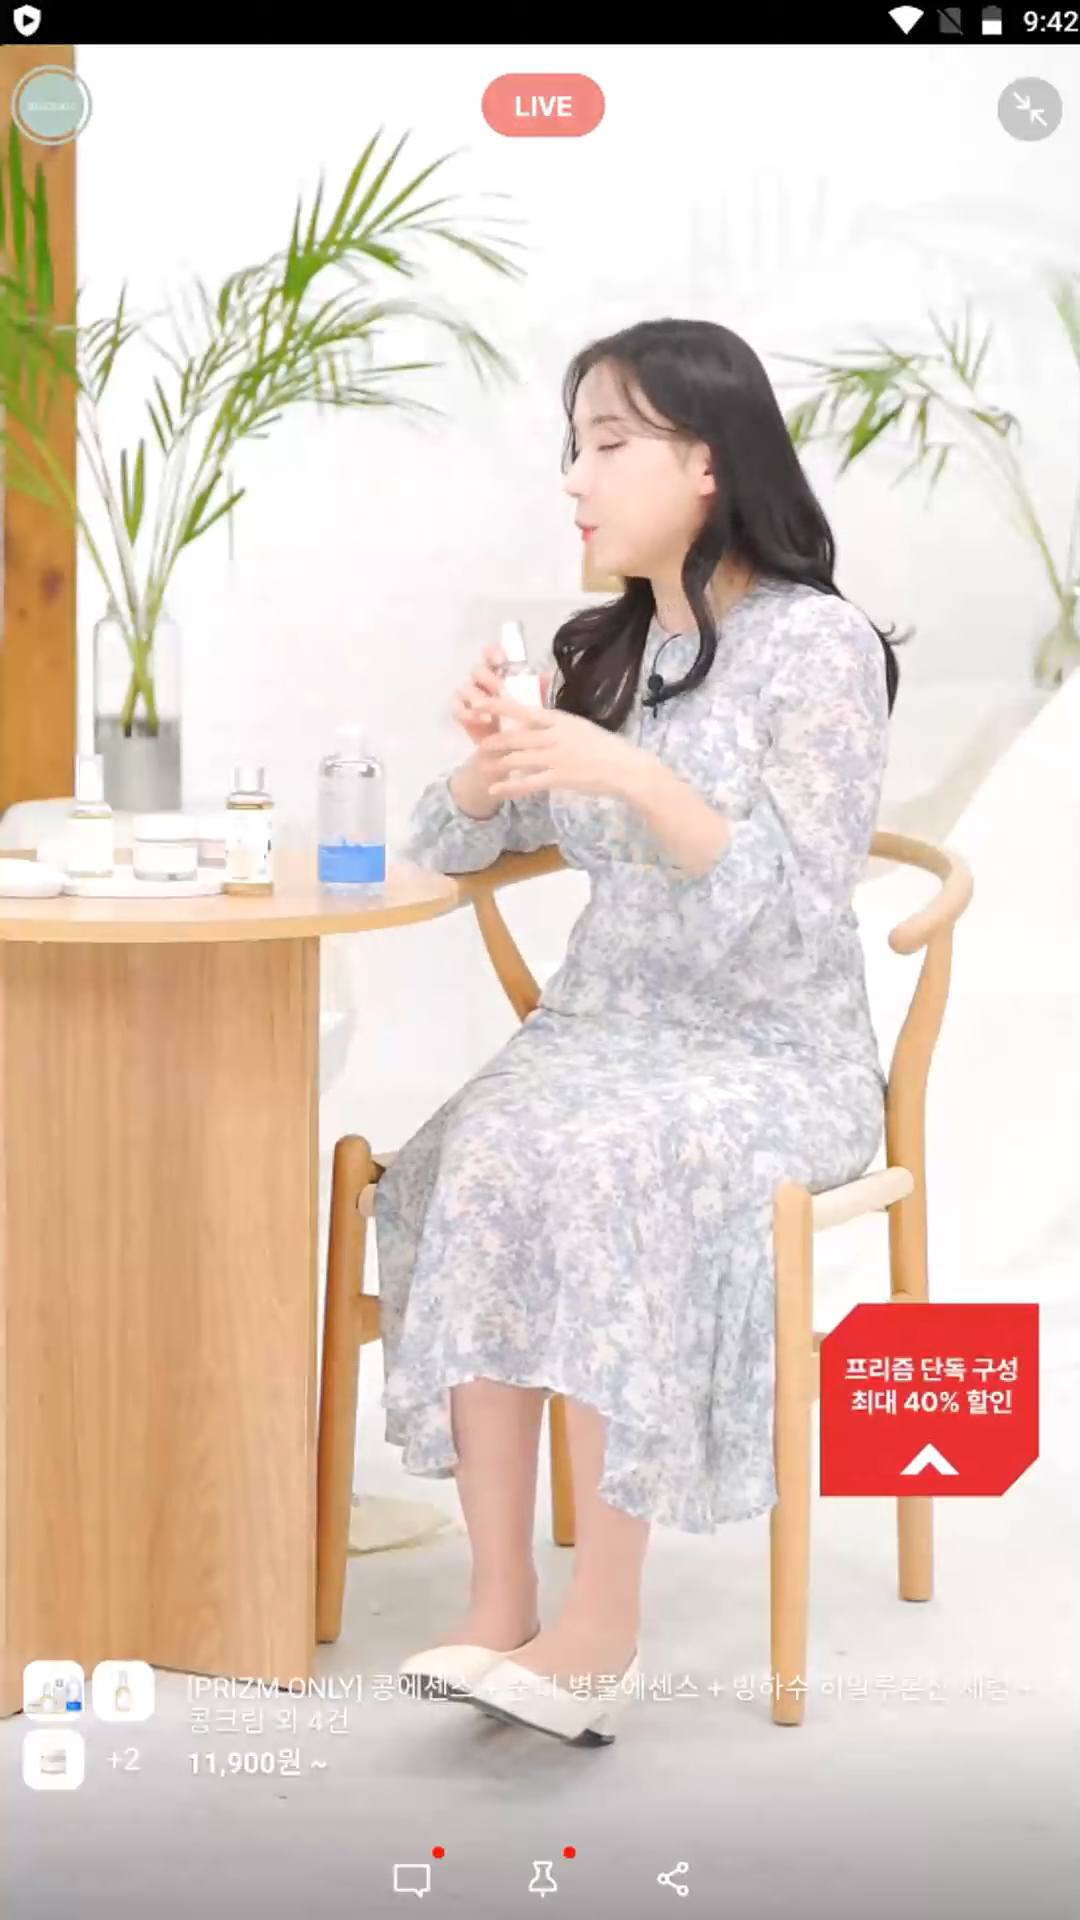 9:42
LIVE
프리즘 단독 구성
최대 40% 할인
[PRIZM ONLY] 콩에센스 + 순디 병풀에센스 + 빙하수 히알루론산 세럼 +
콩크림 외 4건
+2
11,900원 ~